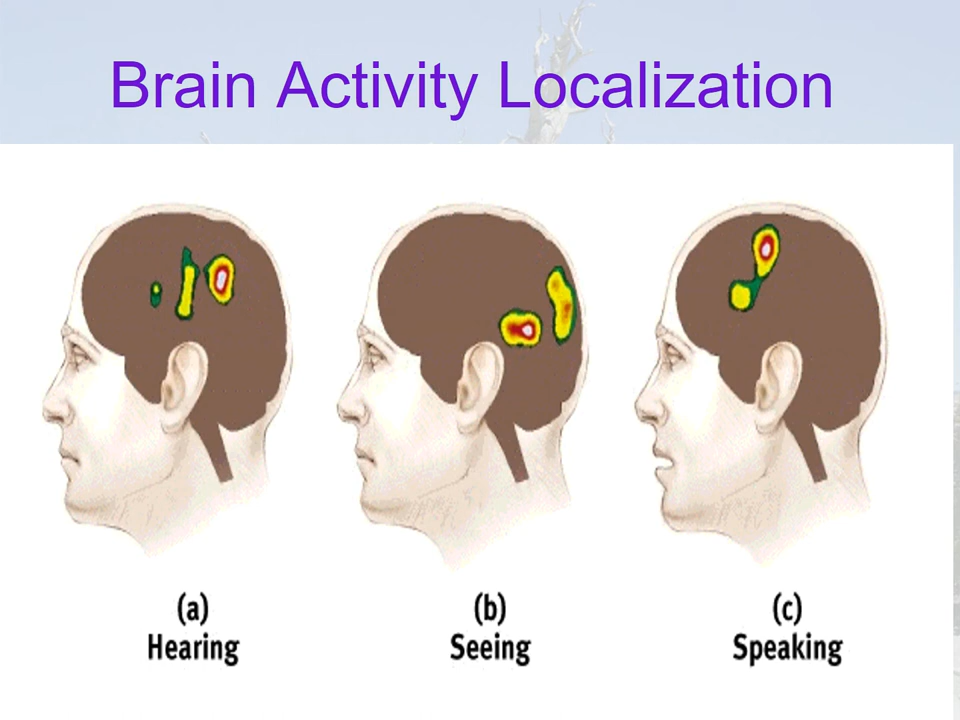 Brain Activity Localization
(a)
Hearing
(b)
Seeing
(c)
Speaking